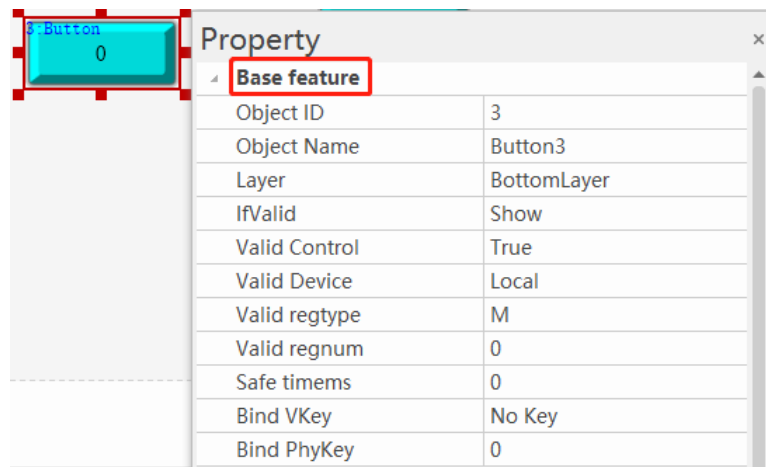 3:Button
0
Property
Base feature
Object ID 3
Object Name Button3
Layer BottomLayer
IfValid Show
Valid Control True
Valid Device Local
Valid regtype M
Valid regnum 0
Safe timems 0
Bind VKey No Key
Bind PhyKey 0